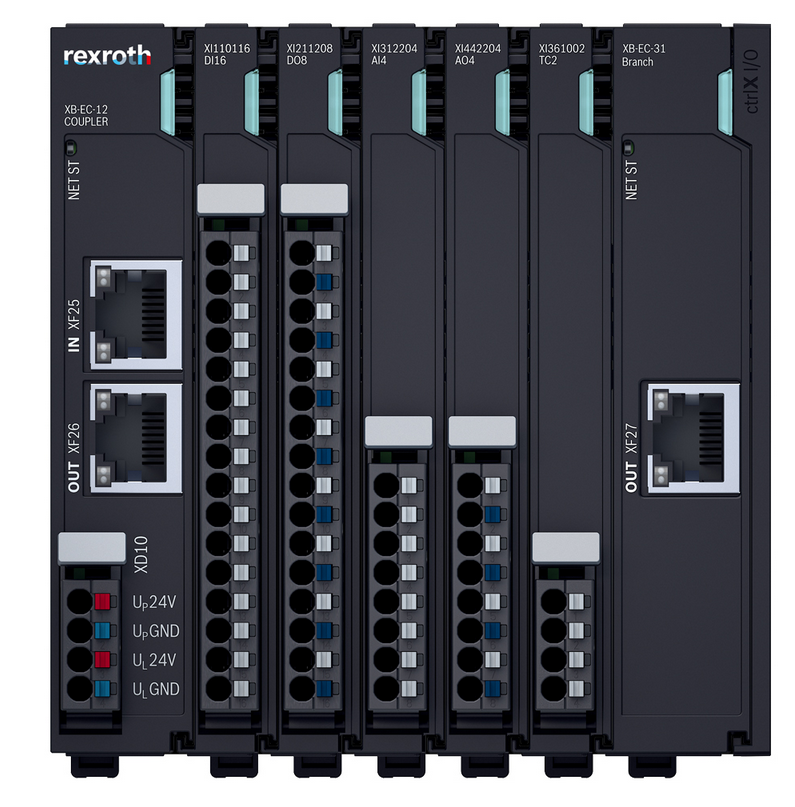 rexroth
XB-EC-12
COUPLER
NET ST
IN XF25
OUT XF26
XD10
UP24V
UPGND
UL24V
ULGND
XI110116
DI16
XI211208
DO8
XI312204
AI4
XI442204
AO4
XI361002
TC2
XB-EC-31
Branch
NET ST
OUT XF27
ctrlX I/O